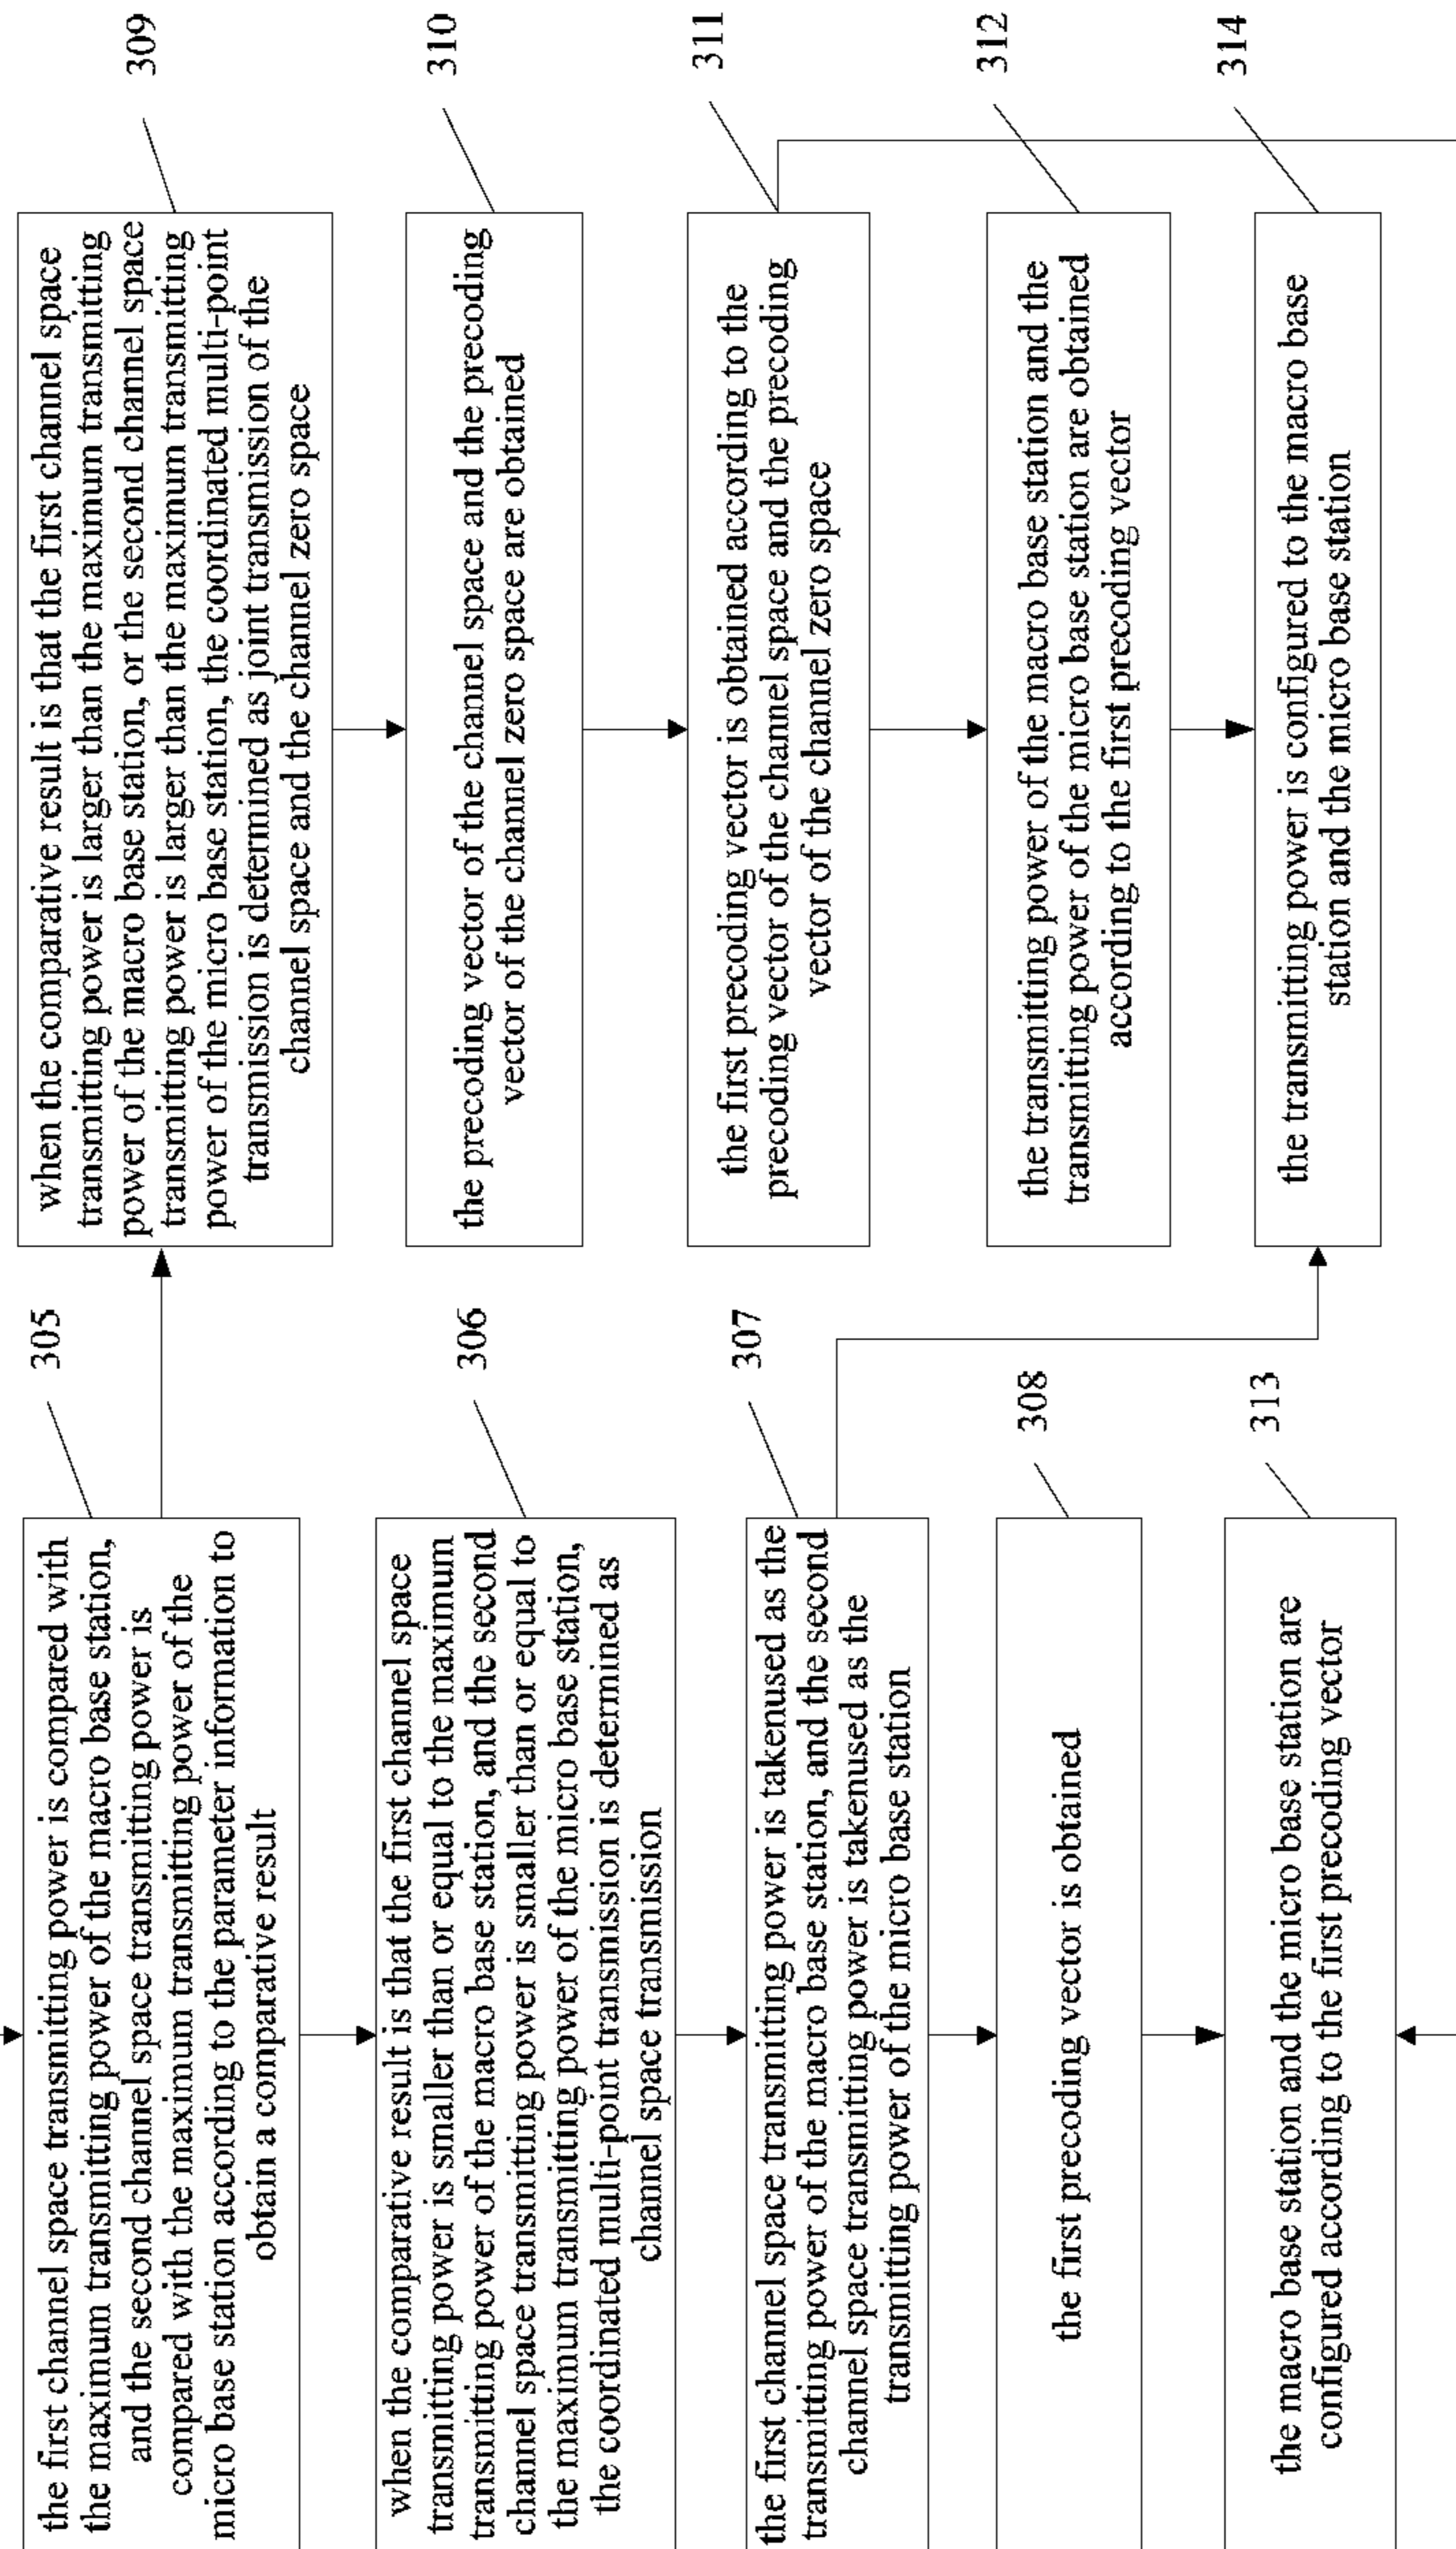 305
the first channel space transmitting power is compared with
the maximum transmitting power of the macro base station,
and the second channel space transmitting power is
compared with the maximum transmitting power of the
micro base station according to the parameter information to
obtain a comparative result
306
when the comparative result is that the first channel space
transmitting power is smaller than or equal to the maximum
transmitting power of the macro base station, and the second
channel space transmitting power is smaller than or equal to
the maximum transmitting power of the micro base station,
the coordinated multi-point transmission is determined as
channel space transmission
307
the first channel space transmitting power is takenused as the
transmitting power of the macro base station, and the second
channel space transmitting power is takenused as the
transmitting power of the micro base station
308
the first precoding vector is obtained
313
the macro base station and the micro base station are
configured according to the first precoding vector
309
when the comparative result is that the first channel space
transmitting power is larger than the maximum transmitting
power of the macro base station, or the second channel space
transmitting power is larger than the maximum transmitting
power of the micro base station, the coordinated multi-point
transmission is determined as joint transmission of the
channel space and the channel zero space
310
the precoding vector of the channel space and the precoding
vector of the channel zero space are obtained
311
the first precoding vector is obtained according to the
precoding vector of the channel space and the precoding
vector of the channel zero space
312
the transmitting power of the macro base station and the
transmitting power of the micro base station are obtained
according to the first precoding vector
314
the transmitting power is configured to the macro base
station and the micro base station